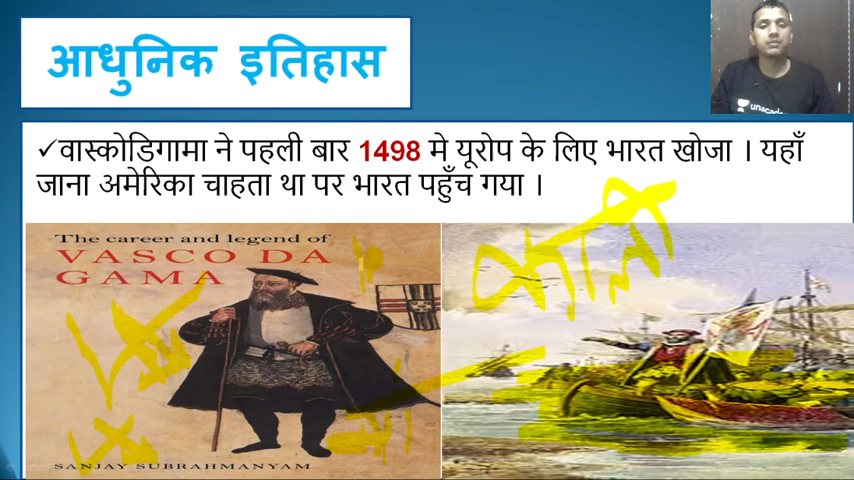 आधुनिक इतिहास
unacade
✓वास्कोडिगामा ने पहली बार 1498 मे यूरोप के लिए भारत खोजा । यहाँ
जाना अमेरिका चाहता था पर भारत पहुँच गया ।
The career and legend of
VASCO DA
GAMA
SANJAY SUBRAHMANYAM